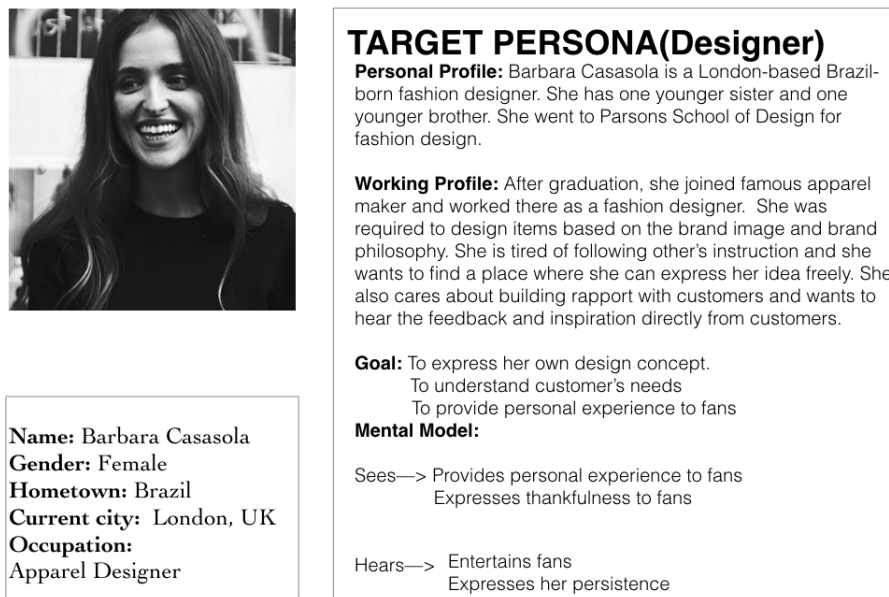 TARGET PERSONA(Designer)
Personal Profile: Barbara Casasola is a London-based Brazil-
born fashion designer. She has one younger sister and one
younger brother. She went to Parsons School of Design for
fashion design.
Working Profile: After graduation, she joined famous apparel
maker and worked there as a fashion designer.  She was
required to design items based on the brand image and brand
philosophy. She is tired of following other's instruction and she
wants to find a place where she can express her idea freely. She
also cares about building rapport with customers and wants to
hear the feedback and inspiration directly from customers.
Goal: To express her own design concept.
To understand customer's needs
To provide personal experience to fans
Mental Model:
Sees—> Provides personal experience to fans
Expresses thankfulness to fans
Hears—> Entertains fans
Expresses her persistence
Name: Barbara Casasola
Gender: Female
Hometown: Brazil
Current city:  London, UK
Occupation:
Apparel Designer